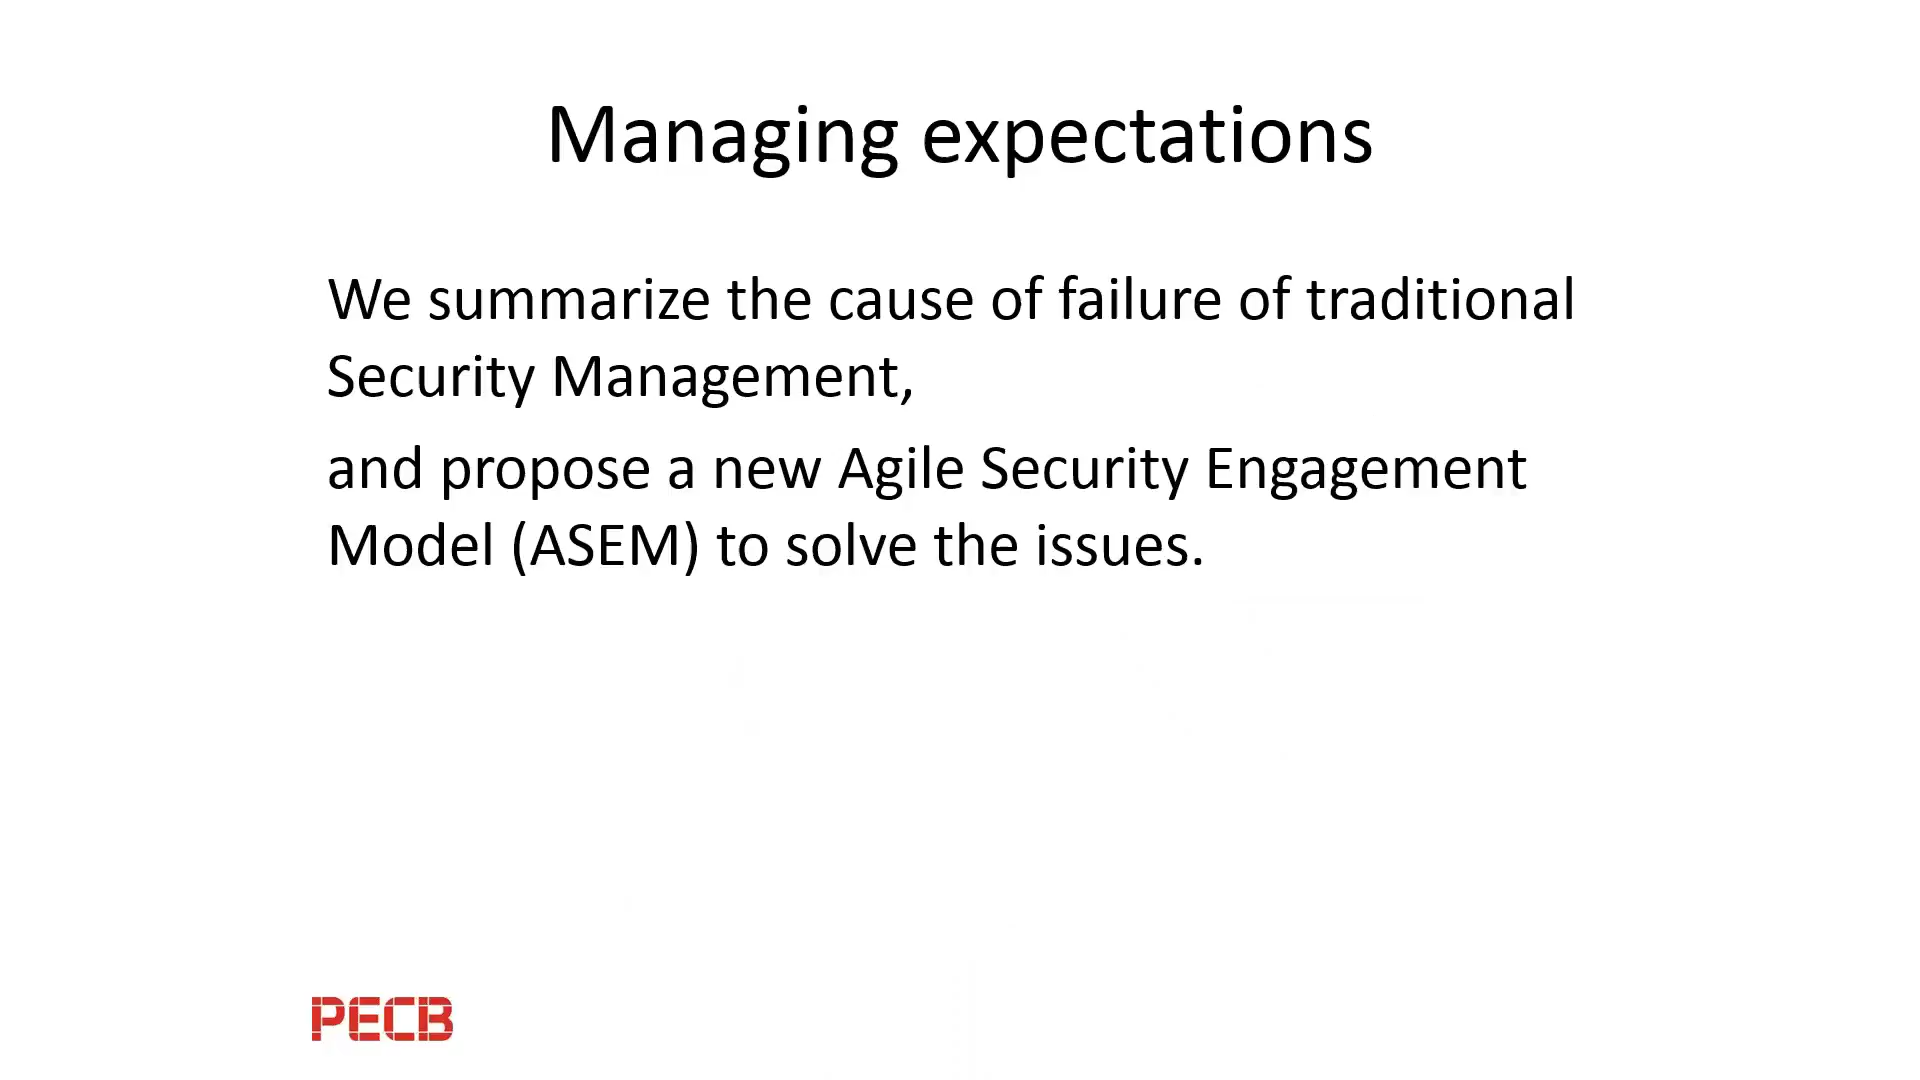 Managing expectations
We summarize the cause of failure of traditional
Security Management,
and propose a new Agile Security Engagement
Model (ASEM) to solve the issues.
PECB